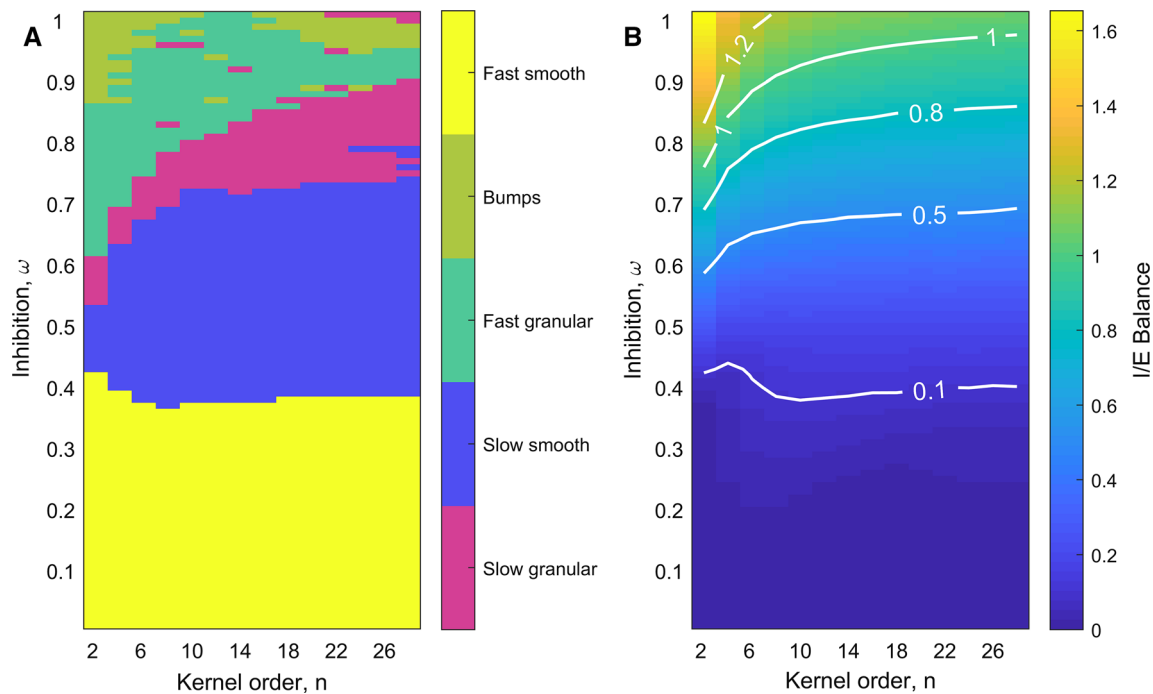 A
1
0.9
0.8
0.7
0.6
0.5
0.4
0.3
0.2
0.1
Inhibition, ω
2 6 10 14 18 22 26
Kernel order, n
Fast smooth
Bumps
Fast granular
Slow smooth
Slow granular
B
1
0.9
0.8
0.7
0.6
0.5
0.4
0.3
0.2
0.1
Inhibition, ω
1.2
1
1
0.8
0.5
0.1
2 6 10 14 18 22 26
Kernel order, n
1.6
1.4
1.2
1
0.8
0.6
0.4
0.2
0
I/E Balance